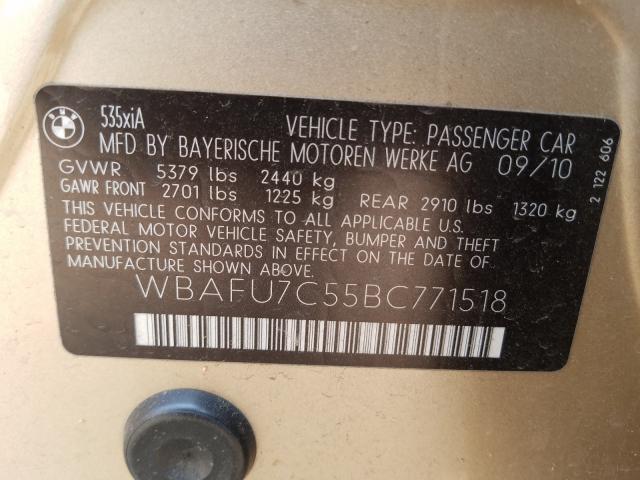 BMW
535xiA
VEHICLE TYPE: PASSENGER CAR
MFD BY BAYERISCHE MOTOREN WERKE AG 09/10
GVWR 5379 lbs 2440 kg
GAWR FRONT 2701 lbs 1225 kg REAR 2910 lbs 1320 kg
THIS VEHICLE CONFORMS TO ALL APPLICABLE U.S.
FEDERAL MOTOR VEHICLE SAFETY, BUMPER AND THEFT
PREVENTION STANDARDS IN EFFECT ON THE DATE OF
MANUFACTURE SHOWN ABOVE:
WBAFU7C55BC771518
2 122 606